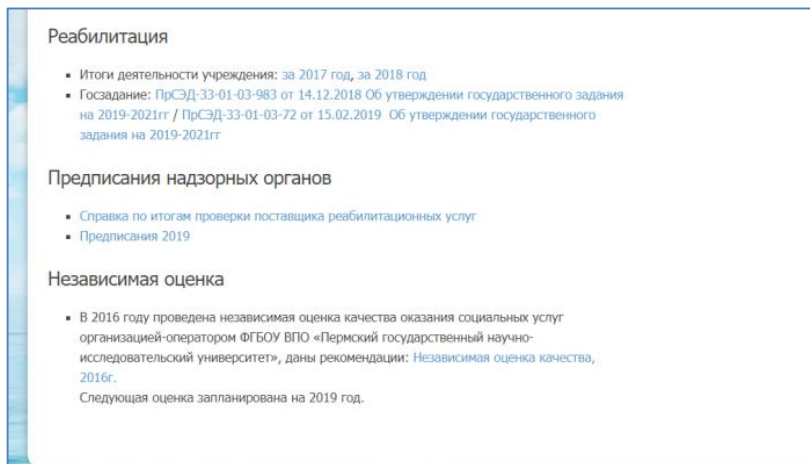 Реабилитация
▪ Итоги деятельности учреждения: за 2017 год, за 2018 год
▪ Госзадание: ПрСЭД-33-01-03-983 от 14.12.2018 Об утверждении государственного задания
на 2019-2021гг / ПрСЭД-33-01-03-72 от 15.02.2019 Об утверждении государственного
задания на 2019-2021гг
Предписания надзорных органов
▪ Справка по итогам проверки поставщика реабилитационных услуг
▪ Предписания 2019
Независимая оценка
▪ В 2016 году проведена независимая оценка качества оказания социальных услуг
организацией-оператором ФГБОУ ВПО «Пермский государственный научно-
исследовательский университет», даны рекомендации: Независимая оценка качества,
2016г.
Следующая оценка запланирована на 2019 год.